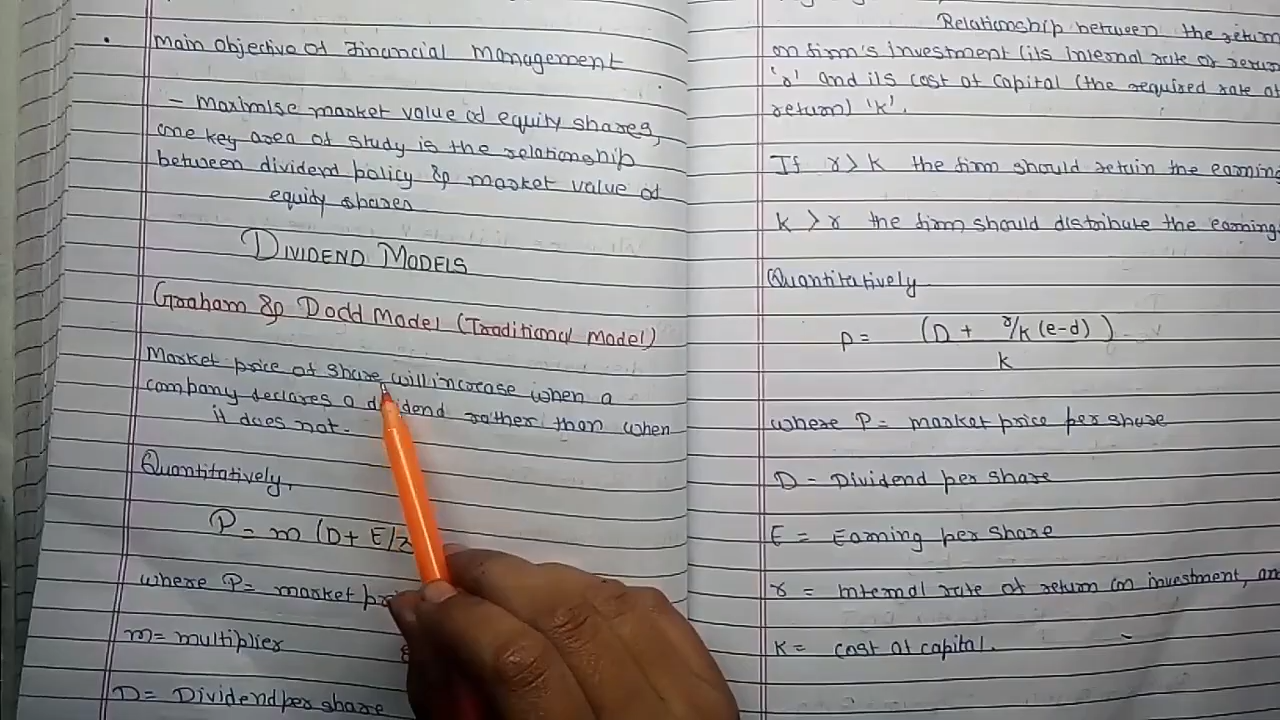 • Main Objective of Financial Management
- Maximise market value of equity shares,
one key area of study is the relationship
between dividend policy & market value of
equity shares
DIVIDEND MODELS
Graham & Dodd Model (Traditional Model)
Market price of share will increase when a
company declares a dividend rather than when
it does not.
Quantitatively,
P = m (D + E/
where P = market
m = multiplier
D = Dividend per share
Relationship between the return
on firm's investment (its internal rate of return
'r' and its cost of capital (the required rate of
return) 'k'.
If r > k the firm should retain the earning
k > r the firm should distribute the earning
Quantitatively
P = (D + r/k (e-d))
k
where P = market price per share
D - Dividend per share
E = Earning per share
r = Internal rate of return on investment, an
K = cost of capital.